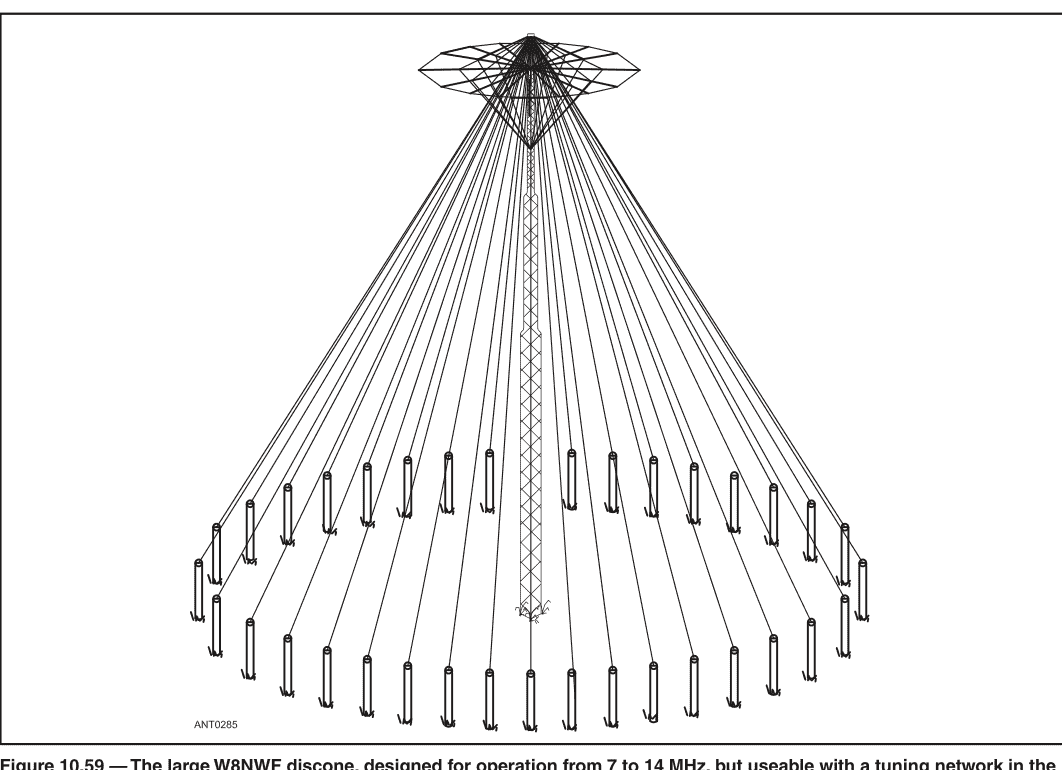 ANT0285
Figure 10.59 — The large W8NWF discone, designed for operation from 7 to 14 MHz, but useable with a tuning network in the